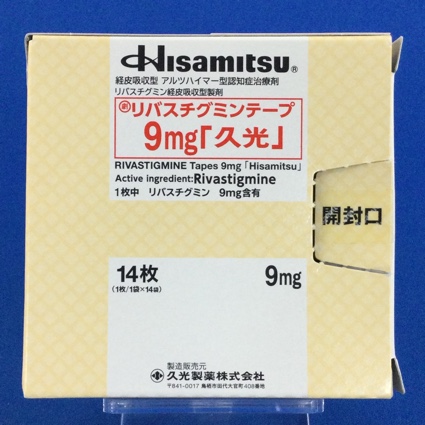 Hisamitsu®
経皮吸収型 アルツハイマー型認知症治療剤
リバスチグミン経皮吸収型製剤
劇 リバスチグミンテープ
9mg「久光」
RIVASTIGMINE Tapes 9mg「Hisamitsu」
Active ingredient:Rivastigmine
1枚中 リバスチグミン 9mg含有
開封口
14枚 9mg
(1枚/1袋×14袋)
製造販売元
久光製薬株式会社
〒841-0017 鳥栖市田代大官町408番地